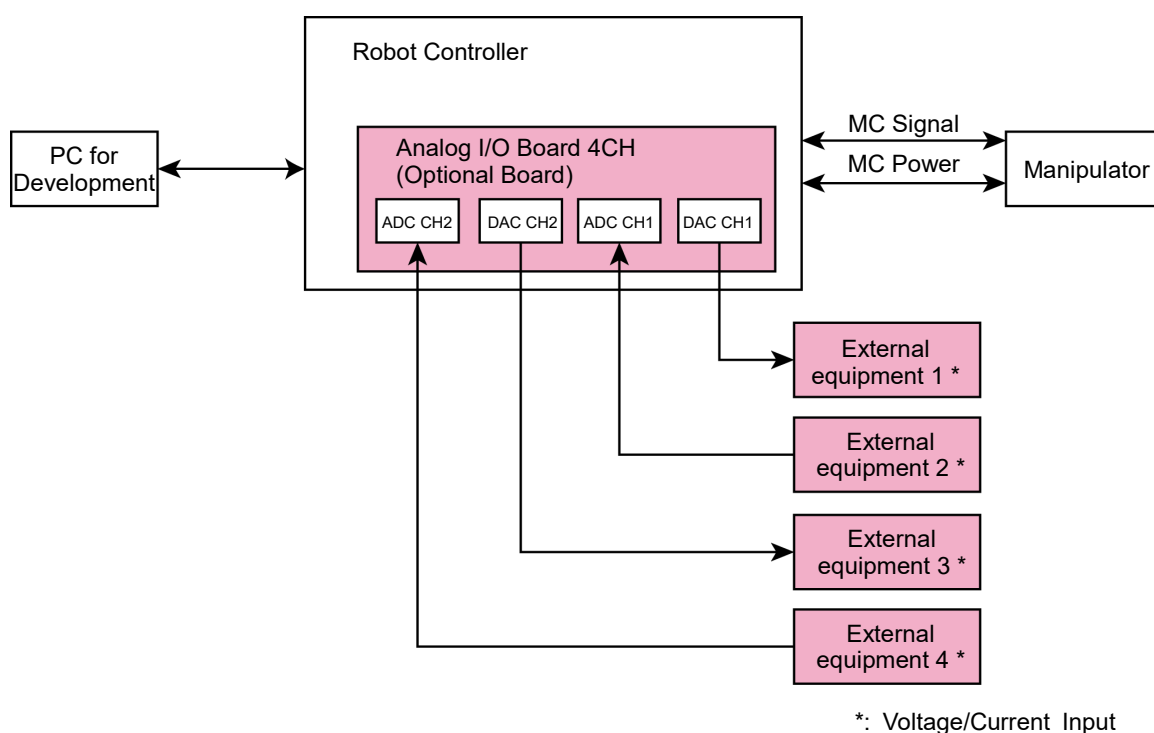 Robot Controller
PC for
Development
Analog I/O Board 4CH
(Optional Board)
ADC CH2
DAC CH2
ADC CH1
DAC CH1
MC Signal
MC Power
Manipulator
External
equipment 1 *
External
equipment 2 *
External
equipment 3 *
External
equipment 4 *
*: Voltage/Current Input